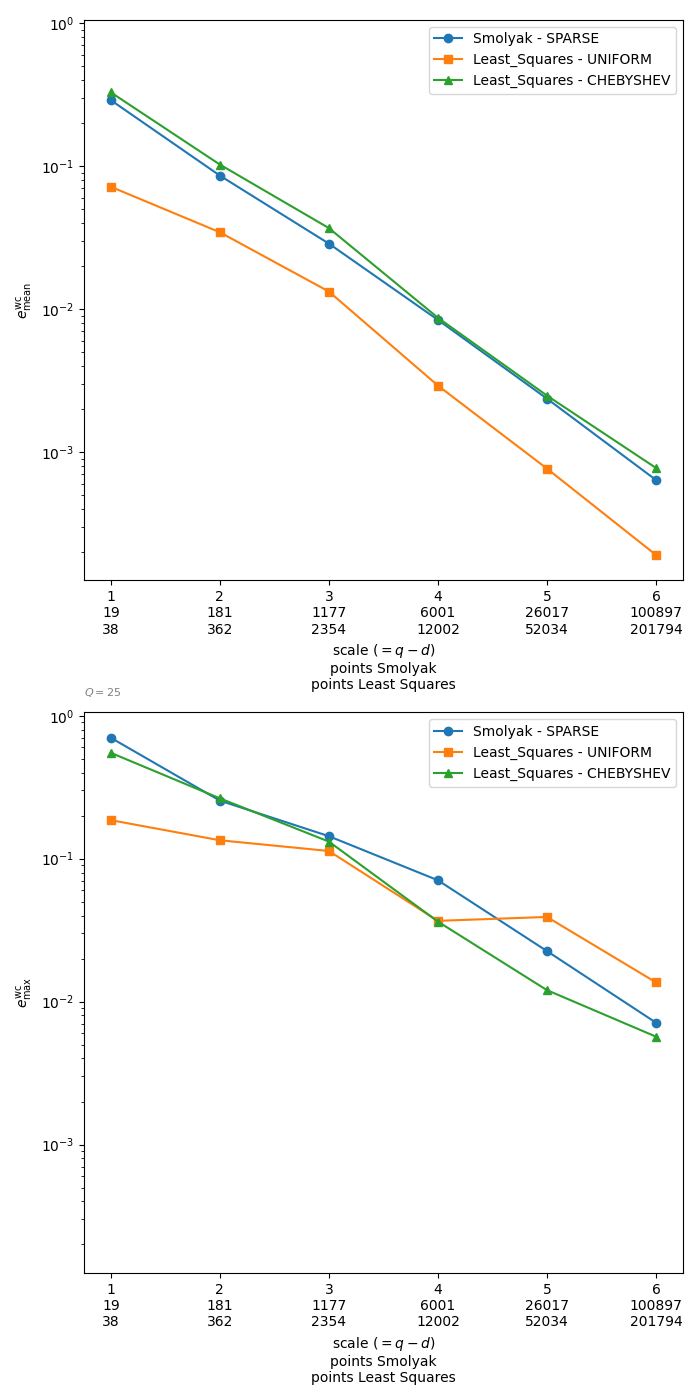 10⁰
Smolyak - SPARSE
Least_Squares - UNIFORM
Least_Squares - CHEBYSHEV
10⁻¹
e^wc_mean
10⁻²
10⁻³
1 2 3 4 5 6
19 181 1177 6001 26017 100897
38 362 2354 12002 52034 201794
scale (= q − d)
points Smolyak
points Least Squares
Q = 25
10⁰
Smolyak - SPARSE
Least_Squares - UNIFORM
Least_Squares - CHEBYSHEV
10⁻¹
e^wc_max
10⁻²
10⁻³
1 2 3 4 5 6
19 181 1177 6001 26017 100897
38 362 2354 12002 52034 201794
scale (= q − d)
points Smolyak
points Least Squares